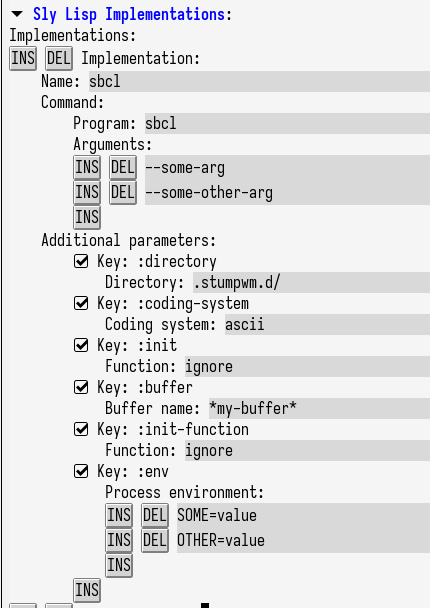 Sly Lisp Implementations:
Implementations:
INS DEL Implementation:
Name: sbcl
Command:
Program: sbcl
Arguments:
INS DEL --some-arg
INS DEL --some-other-arg
INS
Additional parameters:
Key: :directory
Directory: .stumpwm.d/
Key: :coding-system
Coding system: ascii
Key: :init
Function: ignore
Key: :buffer
Buffer name: *my-buffer*
Key: :init-function
Function: ignore
Key: :env
Process environment:
INS DEL SOME=value
INS DEL OTHER=value
INS
INS